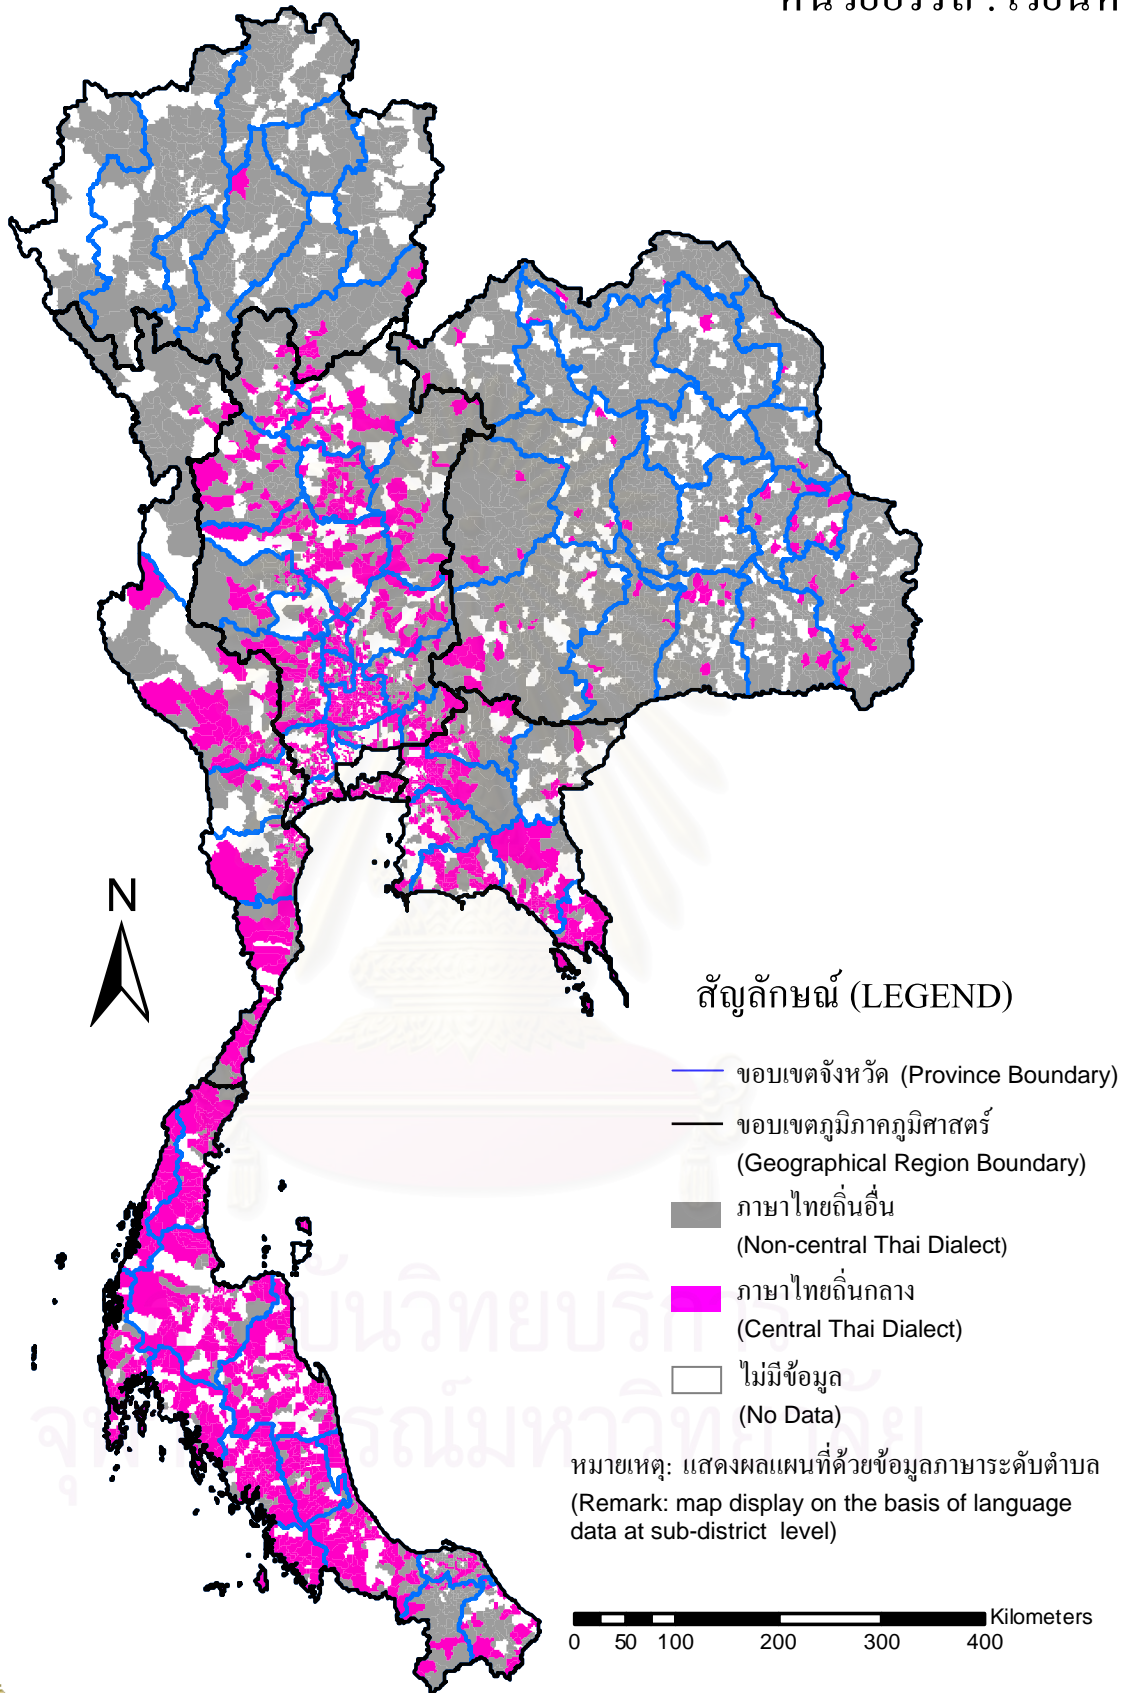 N
สัญลักษณ์ (LEGEND)
ขอบเขตจังหวัด (Province Boundary)
ขอบเขตภูมิภาคภูมิศาสตร์
(Geographical Region Boundary)
ภาษาไทยถิ่นอื่น
(Non-central Thai Dialect)
ภาษาไทยถิ่นกลาง
(Central Thai Dialect)
ไม่มีข้อมูล
(No Data)
หมายเหตุ: แสดงผลแผนที่ด้วยข้อมูลภาษาระดับตำบล
(Remark: map display on the basis of language
data at sub-district level)
Kilometers
0 50 100 200 300 400